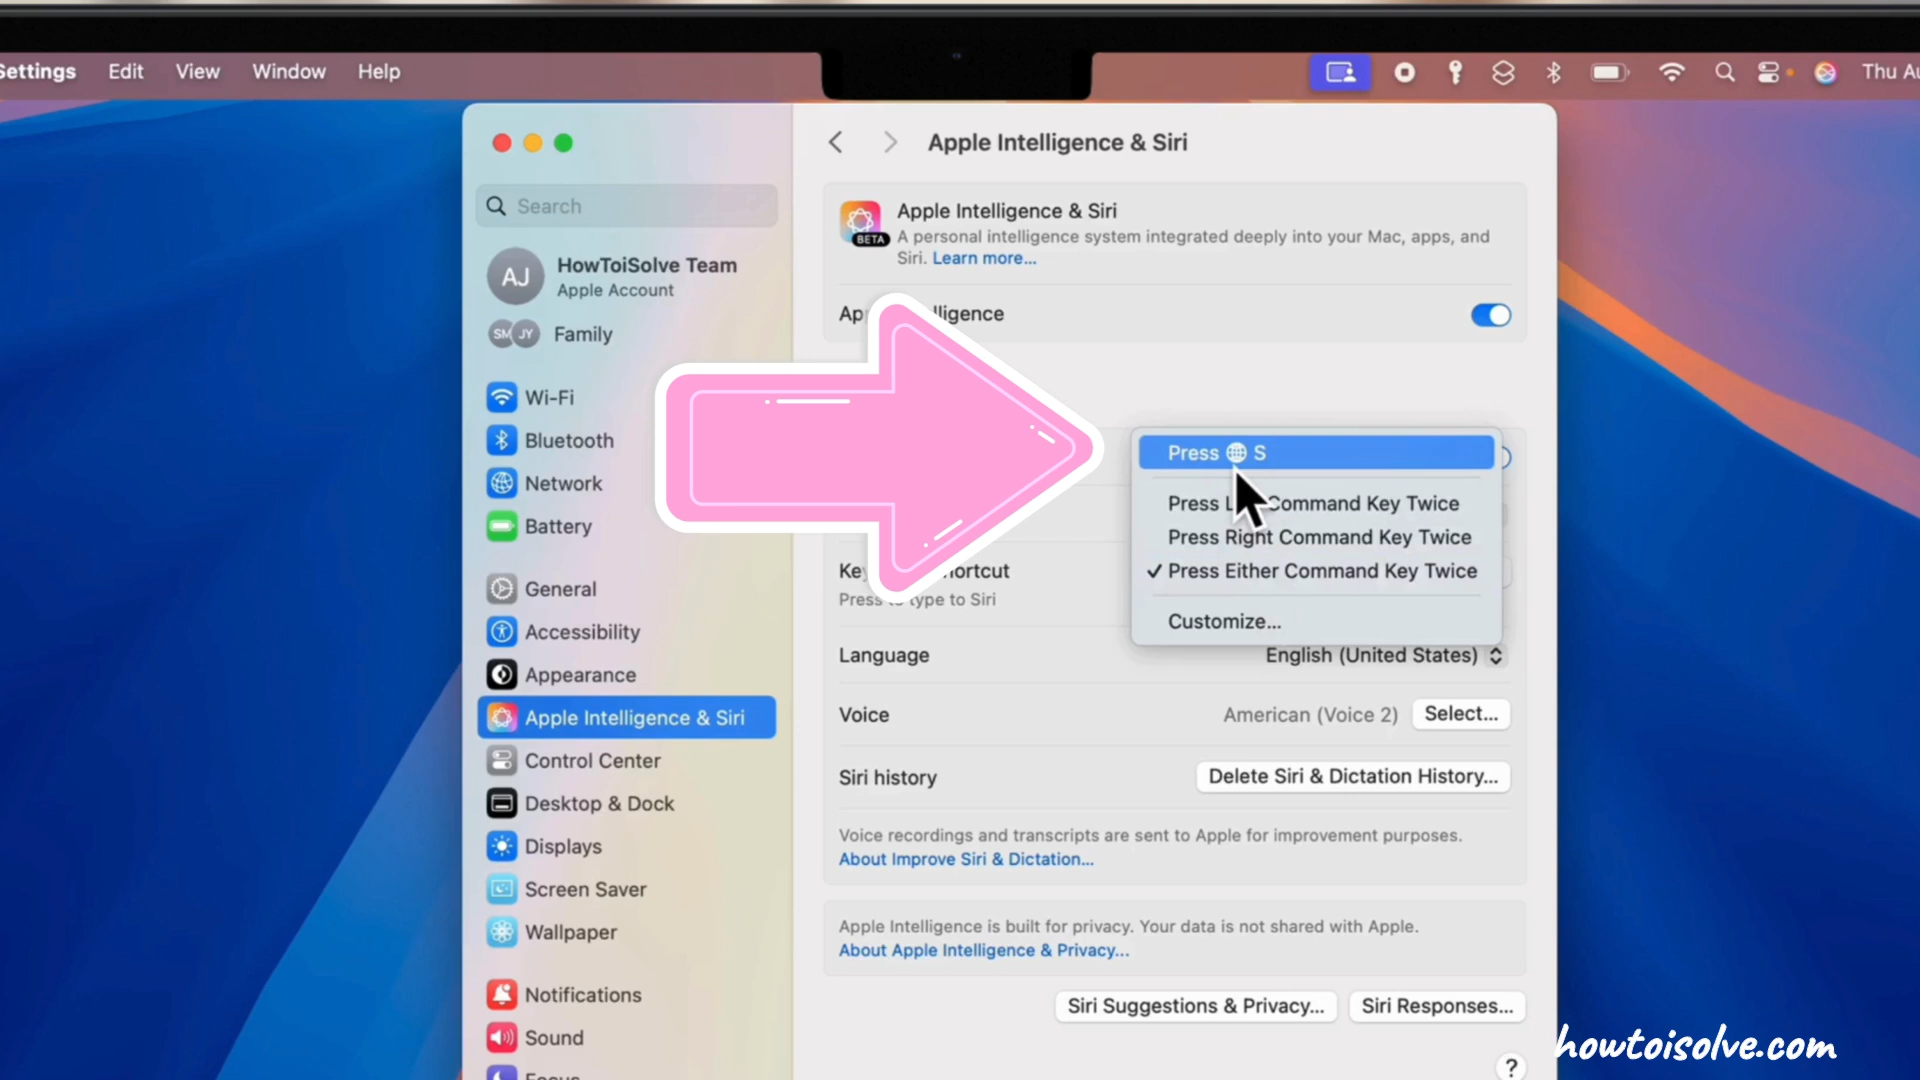 Settings Edit View Window Help Thu Au
Apple Intelligence & Siri
Search
HowToiSolve Team
AJ
Apple Account
SM JY Family
Wi-Fi
Bluetooth
Network
Battery
General
Accessibility
Appearance
Apple Intelligence & Siri
Control Center
Desktop & Dock
Displays
Screen Saver
Wallpaper
Notifications
Sound
Apple Intelligence & Siri
BETA
A personal intelligence system integrated deeply into your Mac, apps, and
Siri. Learn more...
Ap lligence
Press S
Press L Command Key Twice
Press Right Command Key Twice
✓ Press Either Command Key Twice
Customize...
Ke ortcut
Press to type to Siri
Language English (United States)
Voice American (Voice 2) Select...
Siri history Delete Siri & Dictation History...
Voice recordings and transcripts are sent to Apple for improvement purposes.
About Improve Siri & Dictation...
Apple Intelligence is built for privacy. Your data is not shared with Apple.
About Apple Intelligence & Privacy...
Siri Suggestions & Privacy... Siri Responses...
?
howtoisolve.com